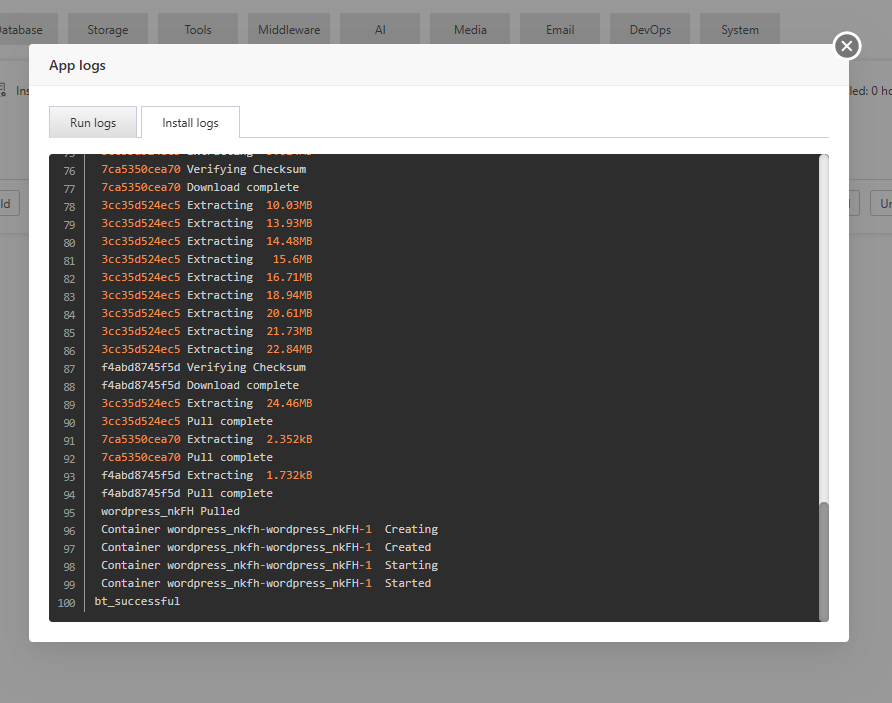 Storage Tools Middleware AI Media Email DevOps System
App logs
led: 0
Run logs Install logs
76 7ca5350cea70 Verifying Checksum
77 7ca5350cea70 Download complete
78 3cc35d524ec5 Extracting 10.03MB
79 3cc35d524ec5 Extracting 13.93MB
80 3cc35d524ec5 Extracting 14.48MB
81 3cc35d524ec5 Extracting 15.6MB
82 3cc35d524ec5 Extracting 16.71MB
83 3cc35d524ec5 Extracting 18.94MB
84 3cc35d524ec5 Extracting 20.61MB
85 3cc35d524ec5 Extracting 21.73MB
86 3cc35d524ec5 Extracting 22.84MB
87 f4abd8745f5d Verifying Checksum
88 f4abd8745f5d Download complete
89 3cc35d524ec5 Extracting 24.46MB
90 3cc35d524ec5 Pull complete
91 7ca5350cea70 Extracting 2.352kB
92 7ca5350cea70 Pull complete
93 f4abd8745f5d Extracting 1.732kB
94 f4abd8745f5d Pull complete
95 wordpress_nkFH Pulled
96 Container wordpress_nkfh-wordpress_nkFH-1 Creating
97 Container wordpress_nkfh-wordpress_nkFH-1 Created
98 Container wordpress_nkfh-wordpress_nkFH-1 Starting
99 Container wordpress_nkfh-wordpress_nkFH-1 Started
100 bt_successful